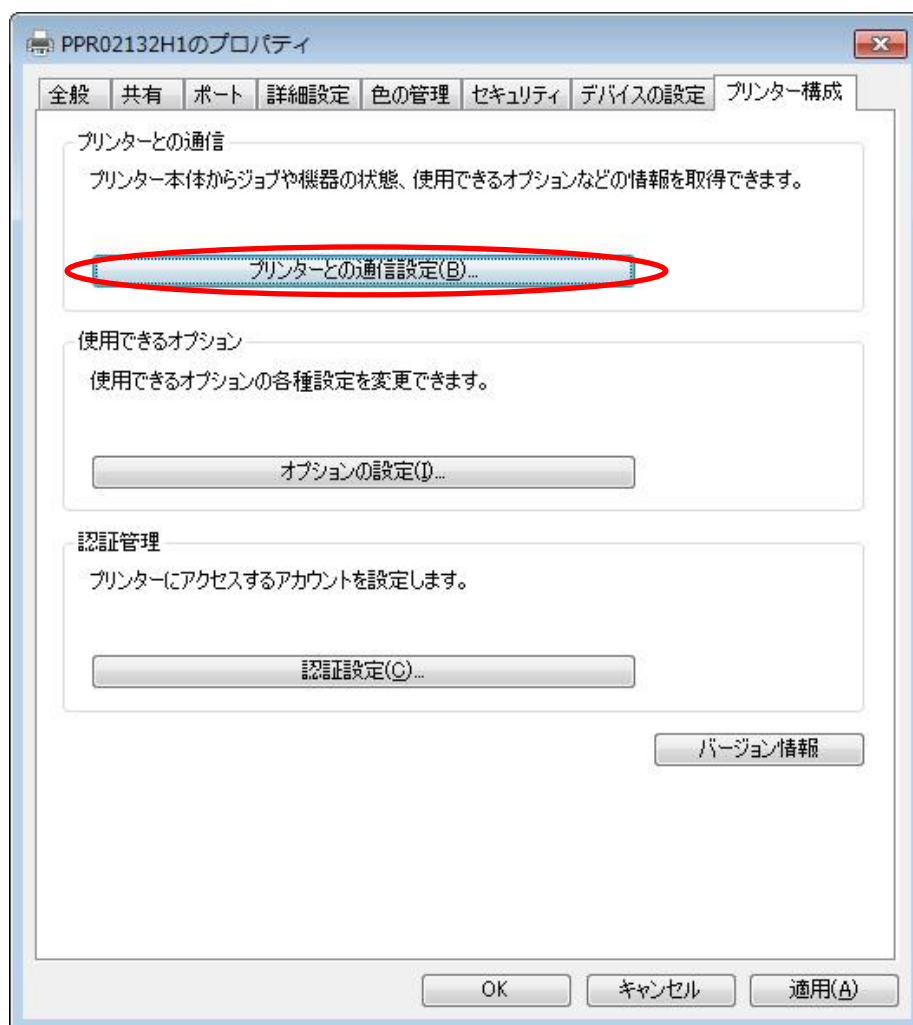 PPR02132H1のプロパティ
全般 共有 ポート 詳細設定 色の管理 セキュリティ デバイスの設定 プリンター構成
プリンターとの通信
プリンター本体からジョブや機器の状態、使用できるオプションなどの情報を取得できます。
プリンターとの通信設定(B)...
使用できるオプション
使用できるオプションの各種設定を変更できます。
オプションの設定(I)...
認証管理
プリンターにアクセスするアカウントを設定します。
認証設定(C)...
バージョン情報
OK キャンセル 適用(A)